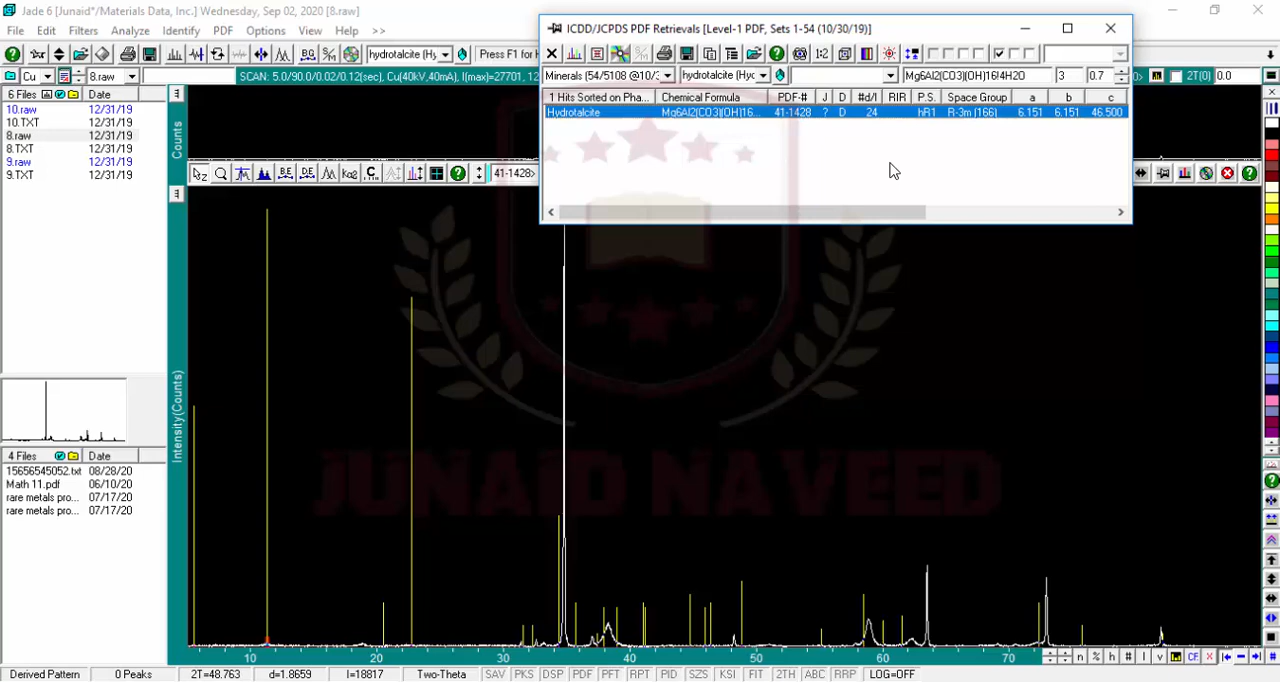 Jade 6 [Junaid*/Materials Data, Inc.] Wednesday, Sep 02, 2020 [8.raw]
File Edit Filters Analyze Identify PDF Options View Help >>
hydrotalcite (Hy Press F1 for H
Cu 8.raw SCAN: 5.0/90.0/0.02/0.12(sec), Cu(40kV,40mA), I(max)=27701, 12
2T(0) 0.0
6 Files Date
10.raw 12/31/19
10.TXT 12/31/19
8.raw 12/31/19
8.TXT 12/31/19
9.raw 12/31/19
9.TXT 12/31/19
ICDD/JCPDS PDF Retrievals [Level-1 PDF, Sets 1-54 (10/30/19)]
1:2
Minerals (54/5108 @10/3 hydrotalcite (Hyc Mg6Al2(CO3)(OH)16!4H2O 3 0.7
1 Hits Sorted on Pha... Chemical Formula PDF-# J D #d/I RIR P.S. Space Group a b c
Hydrotalcite Mg6Al2(CO3)(OH)16... 41-1428 ? D 24 hR1 R-3m (166) 6.151 6.151 46.500
Counts
B.E D.E kα2 41-1428>
JUNAID NAVEED
Intensity(Counts)
4 Files Date
15656545052.txt 08/28/20
Math 11.pdf 06/10/20
rare metals pro... 07/17/20
rare metals pro... 07/17/20
10 20 30 40 50 60 70
n % h # l v CF x
Derived Pattern 0 Peaks 2T=48.763 d=1.8659 I=18817 Two-Theta SAV PKS DSP PDF PFT RPT PID SZS KSI FIT 2TH ABC RRP LOG=OFF